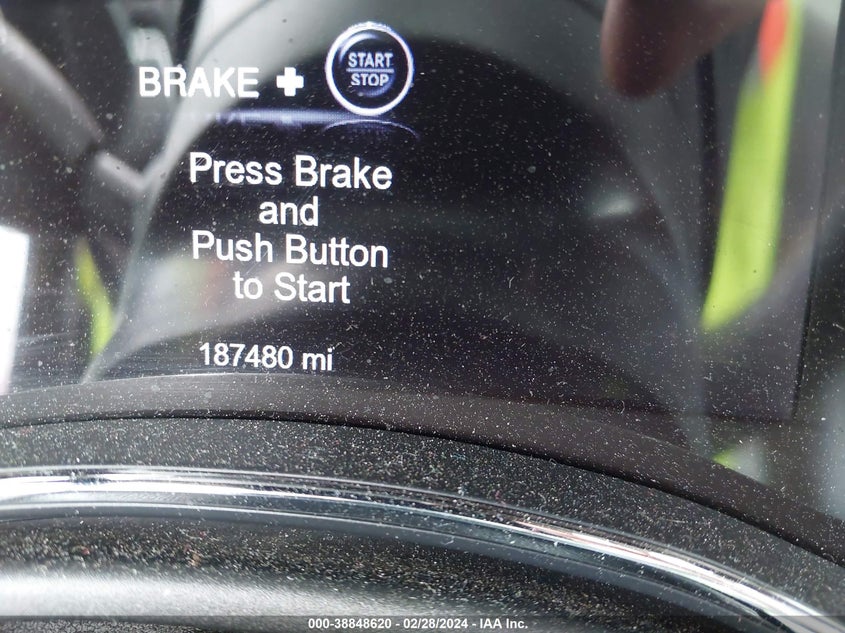 BRAKE + START STOP
Press Brake
and
Push Button
to Start
187480 mi
000-38848620 - 02/28/2024 - IAA Inc.